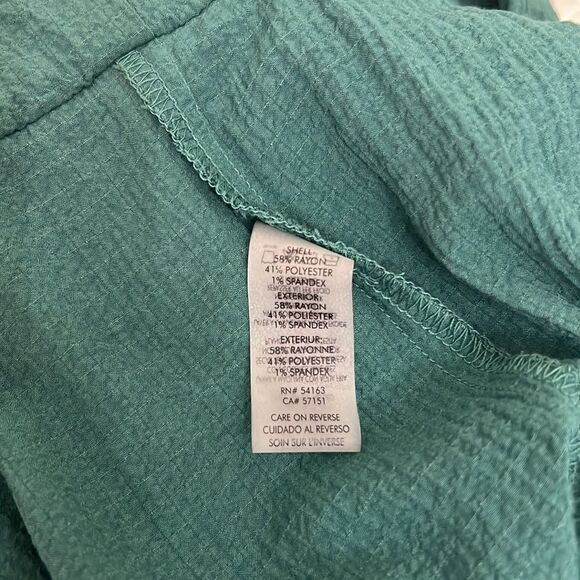 SHELL:
58% RAYON
41% POLYESTER
1% SPANDEX
EXTERIOR:
58% RAYON
41% POLIÉSTER
1% SPANDEX
EXTERIUR:
58% RAYONNE
41% POLYESTER
1% SPANDEX
RN# 54163
CA# 57151
CARE ON REVERSE
CUIDADO AL REVERSO
SOIN SUR L'INVERSE